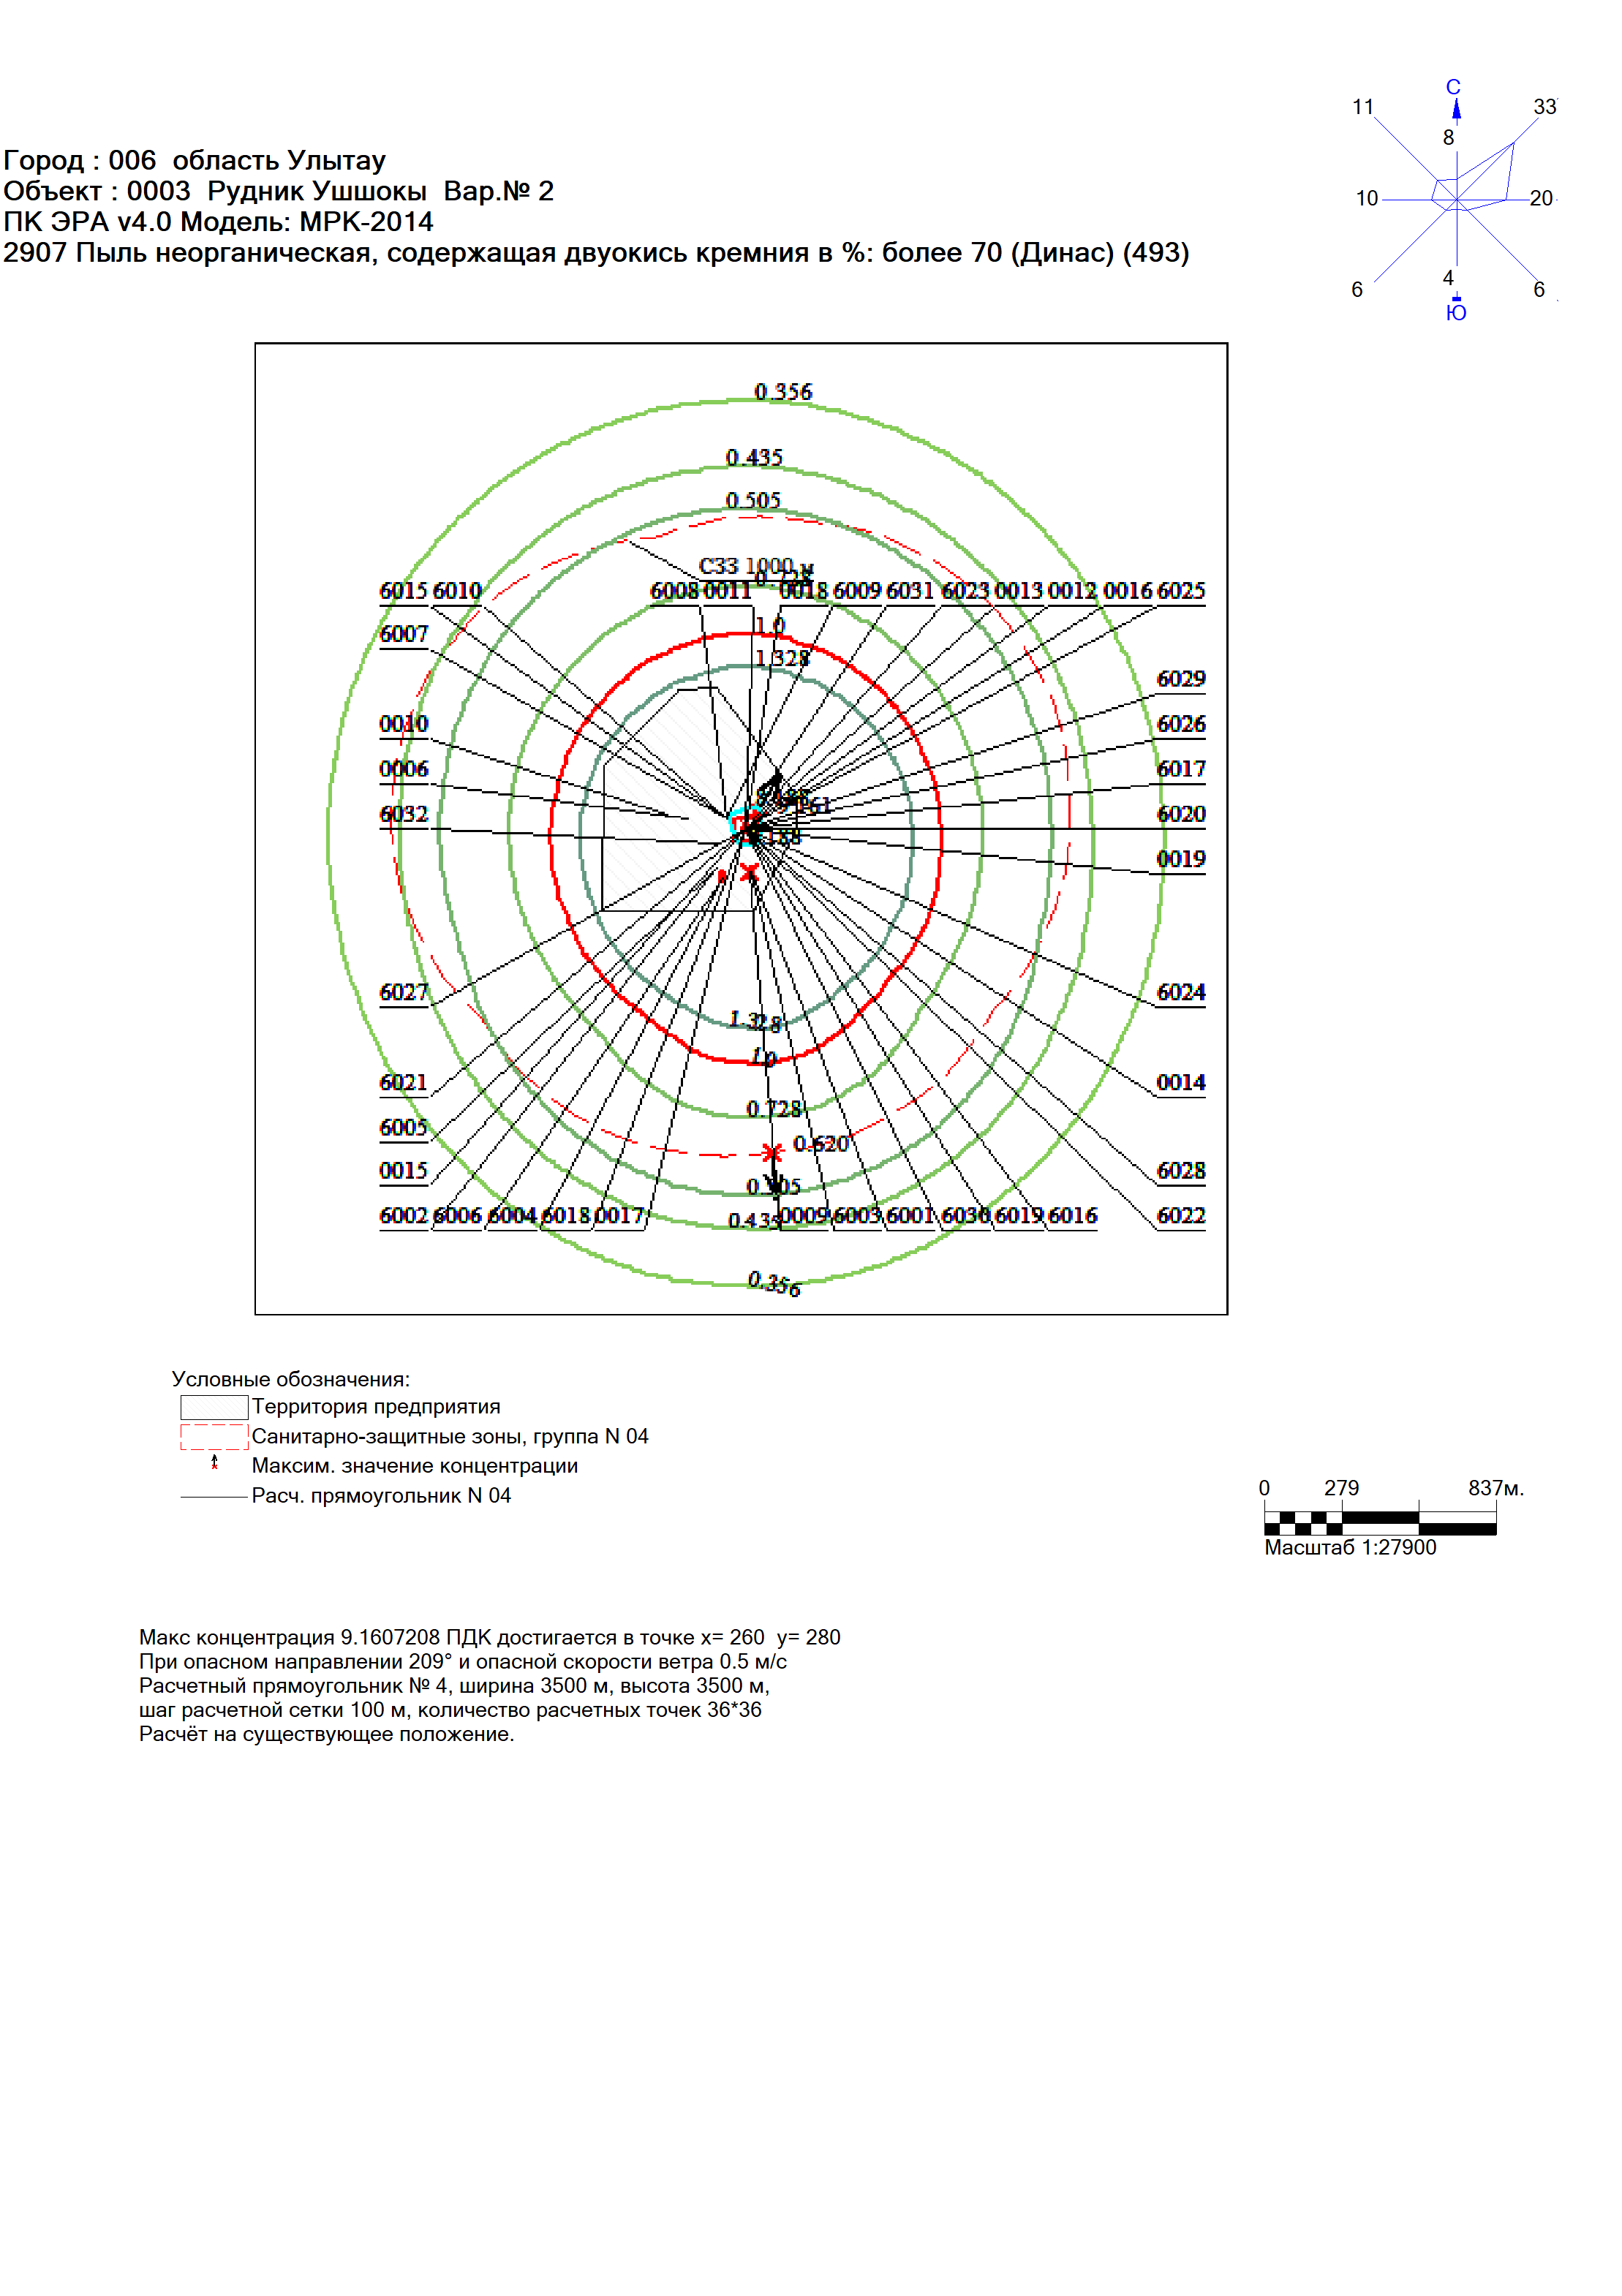 С
11
33
8
Город : 006  область Улытау
Объект : 0003  Рудник Ушшокы  Вар.№ 2
10
20
ПК ЭРА v4.0 Модель: МРК-2014
2907 Пыль неорганическая, содержащая двуокись кремния в %: более 70 (Динас) (493)
6
4
6
Ю
0.356
0.435
0.505
СЗЗ 1000 м
0.728
6015 6010 6008 0011 0018 6009 6031 6023 0013 0012 0016 6025
1.0
6007
1.328
6029
0010
6026
0006
6017
9.161
6032
6020
0019
6027
6024
1.328
1.0
6021
0014
0.728
6005
0.620
0015
6028
0.505
6002 6006 6004 6018 0017 0.435 0009 6003 6001 6030 6019 6016 6022
0.356
Условные обозначения:
Территория предприятия
Санитарно-защитные зоны, группа N 04
Максим. значение концентрации
Расч. прямоугольник N 04
0 279 837м.
Масштаб 1:27900
Макс концентрация 9.1607208 ПДК достигается в точке x= 260  y= 280
При опасном направлении 209° и опасной скорости ветра 0.5 м/с
Расчетный прямоугольник № 4, ширина 3500 м, высота 3500 м,
шаг расчетной сетки 100 м, количество расчетных точек 36*36
Расчёт на существующее положение.